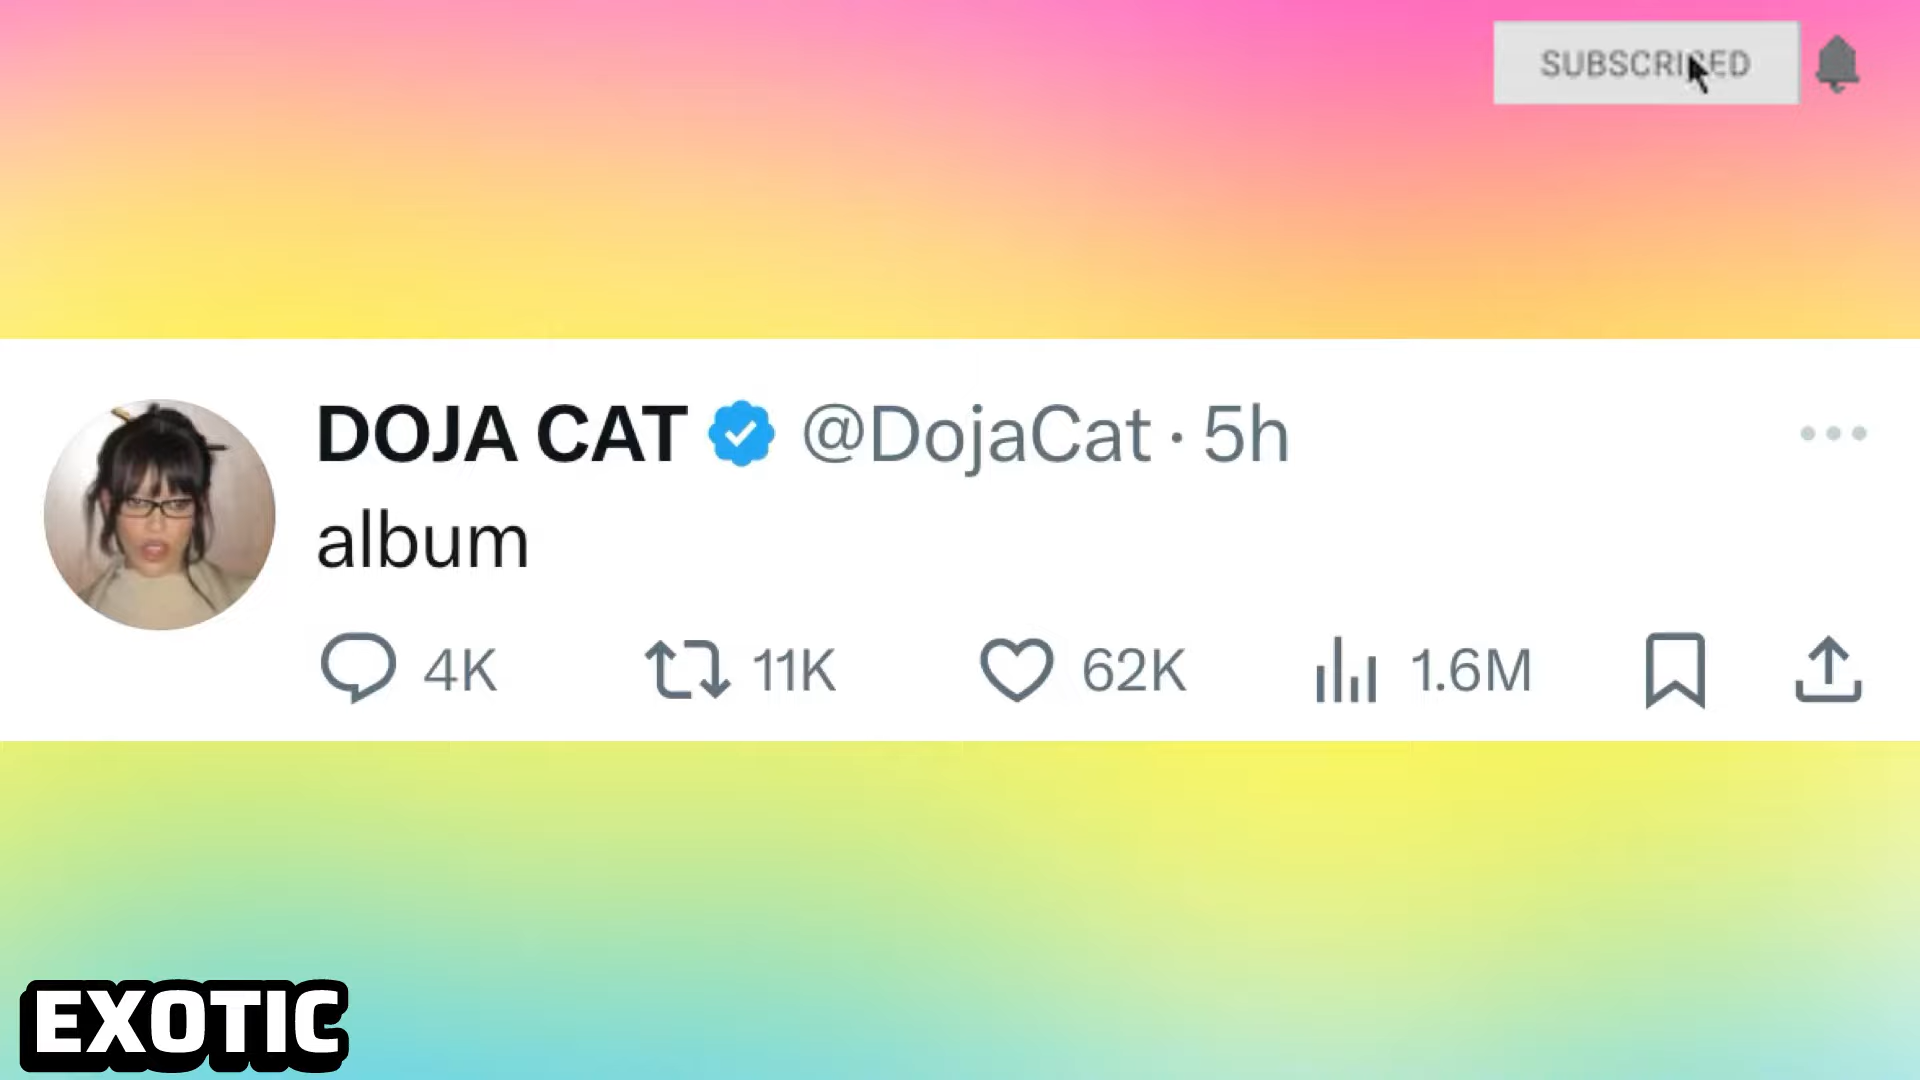 SUBSCRIBED
DOJA CAT @DojaCat · 5h
album
4K 11K 62K 1.6M
EXOTIC